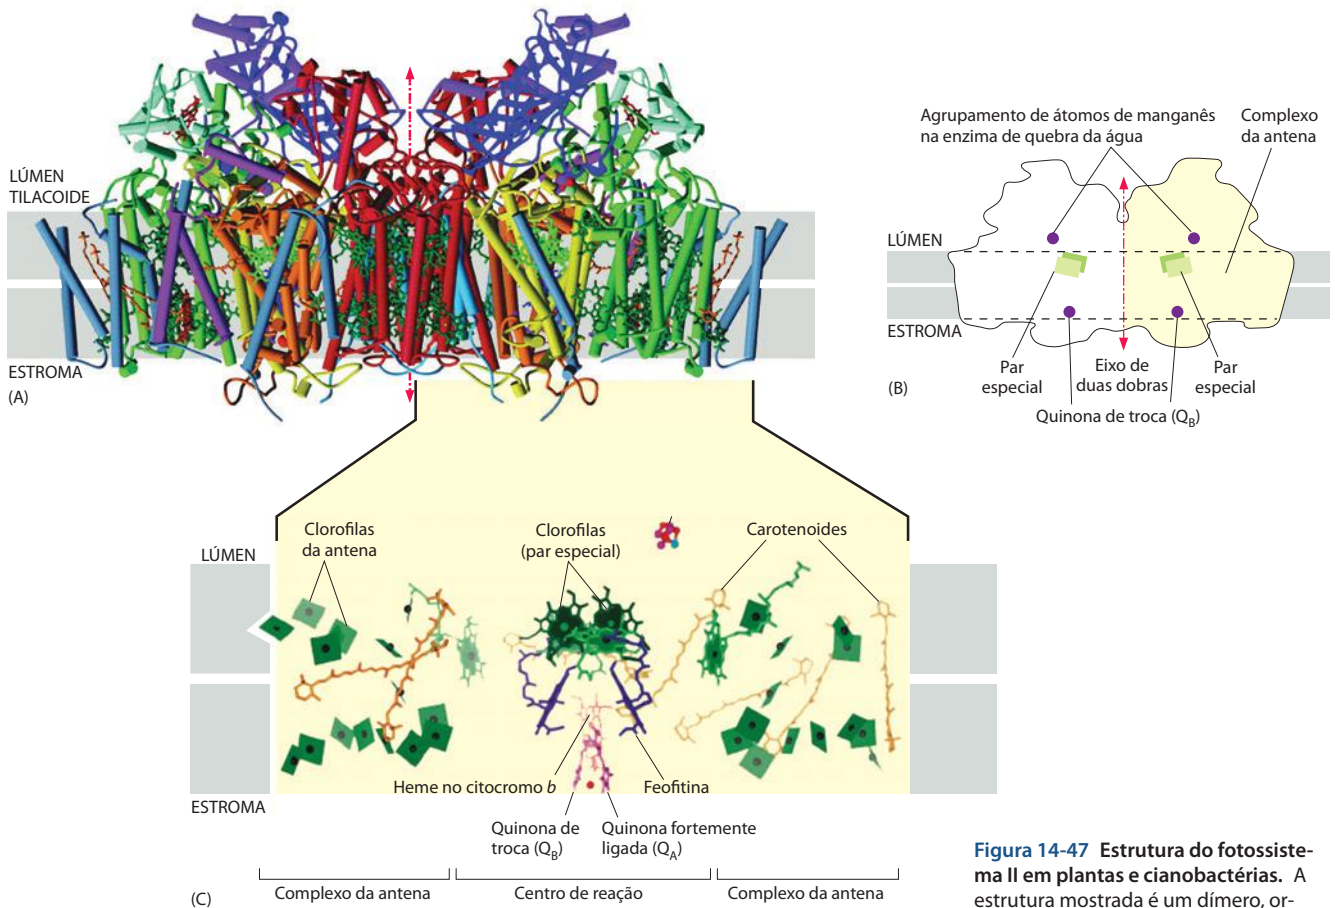 LÚMEN
TILACOIDE
ESTROMA
(A)
Agrupamento de átomos de manganês
na enzima de quebra da água
Complexo
da antena
LÚMEN
ESTROMA
Par
especial
Eixo de
duas dobras
Par
especial
(B)
Quinona de troca (QB)
LÚMEN
Clorofilas
da antena
Clorofilas
(par especial)
Carotenoides
Heme no citocromo b
Feofitina
ESTROMA
Quinona de
troca (QB)
Quinona fortemente
ligada (QA)
(C)
Complexo da antena
Centro de reação
Complexo da antena
Figura 14-47 Estrutura do fotossiste-
ma II em plantas e cianobactérias. A
estrutura mostrada é um dímero, or-